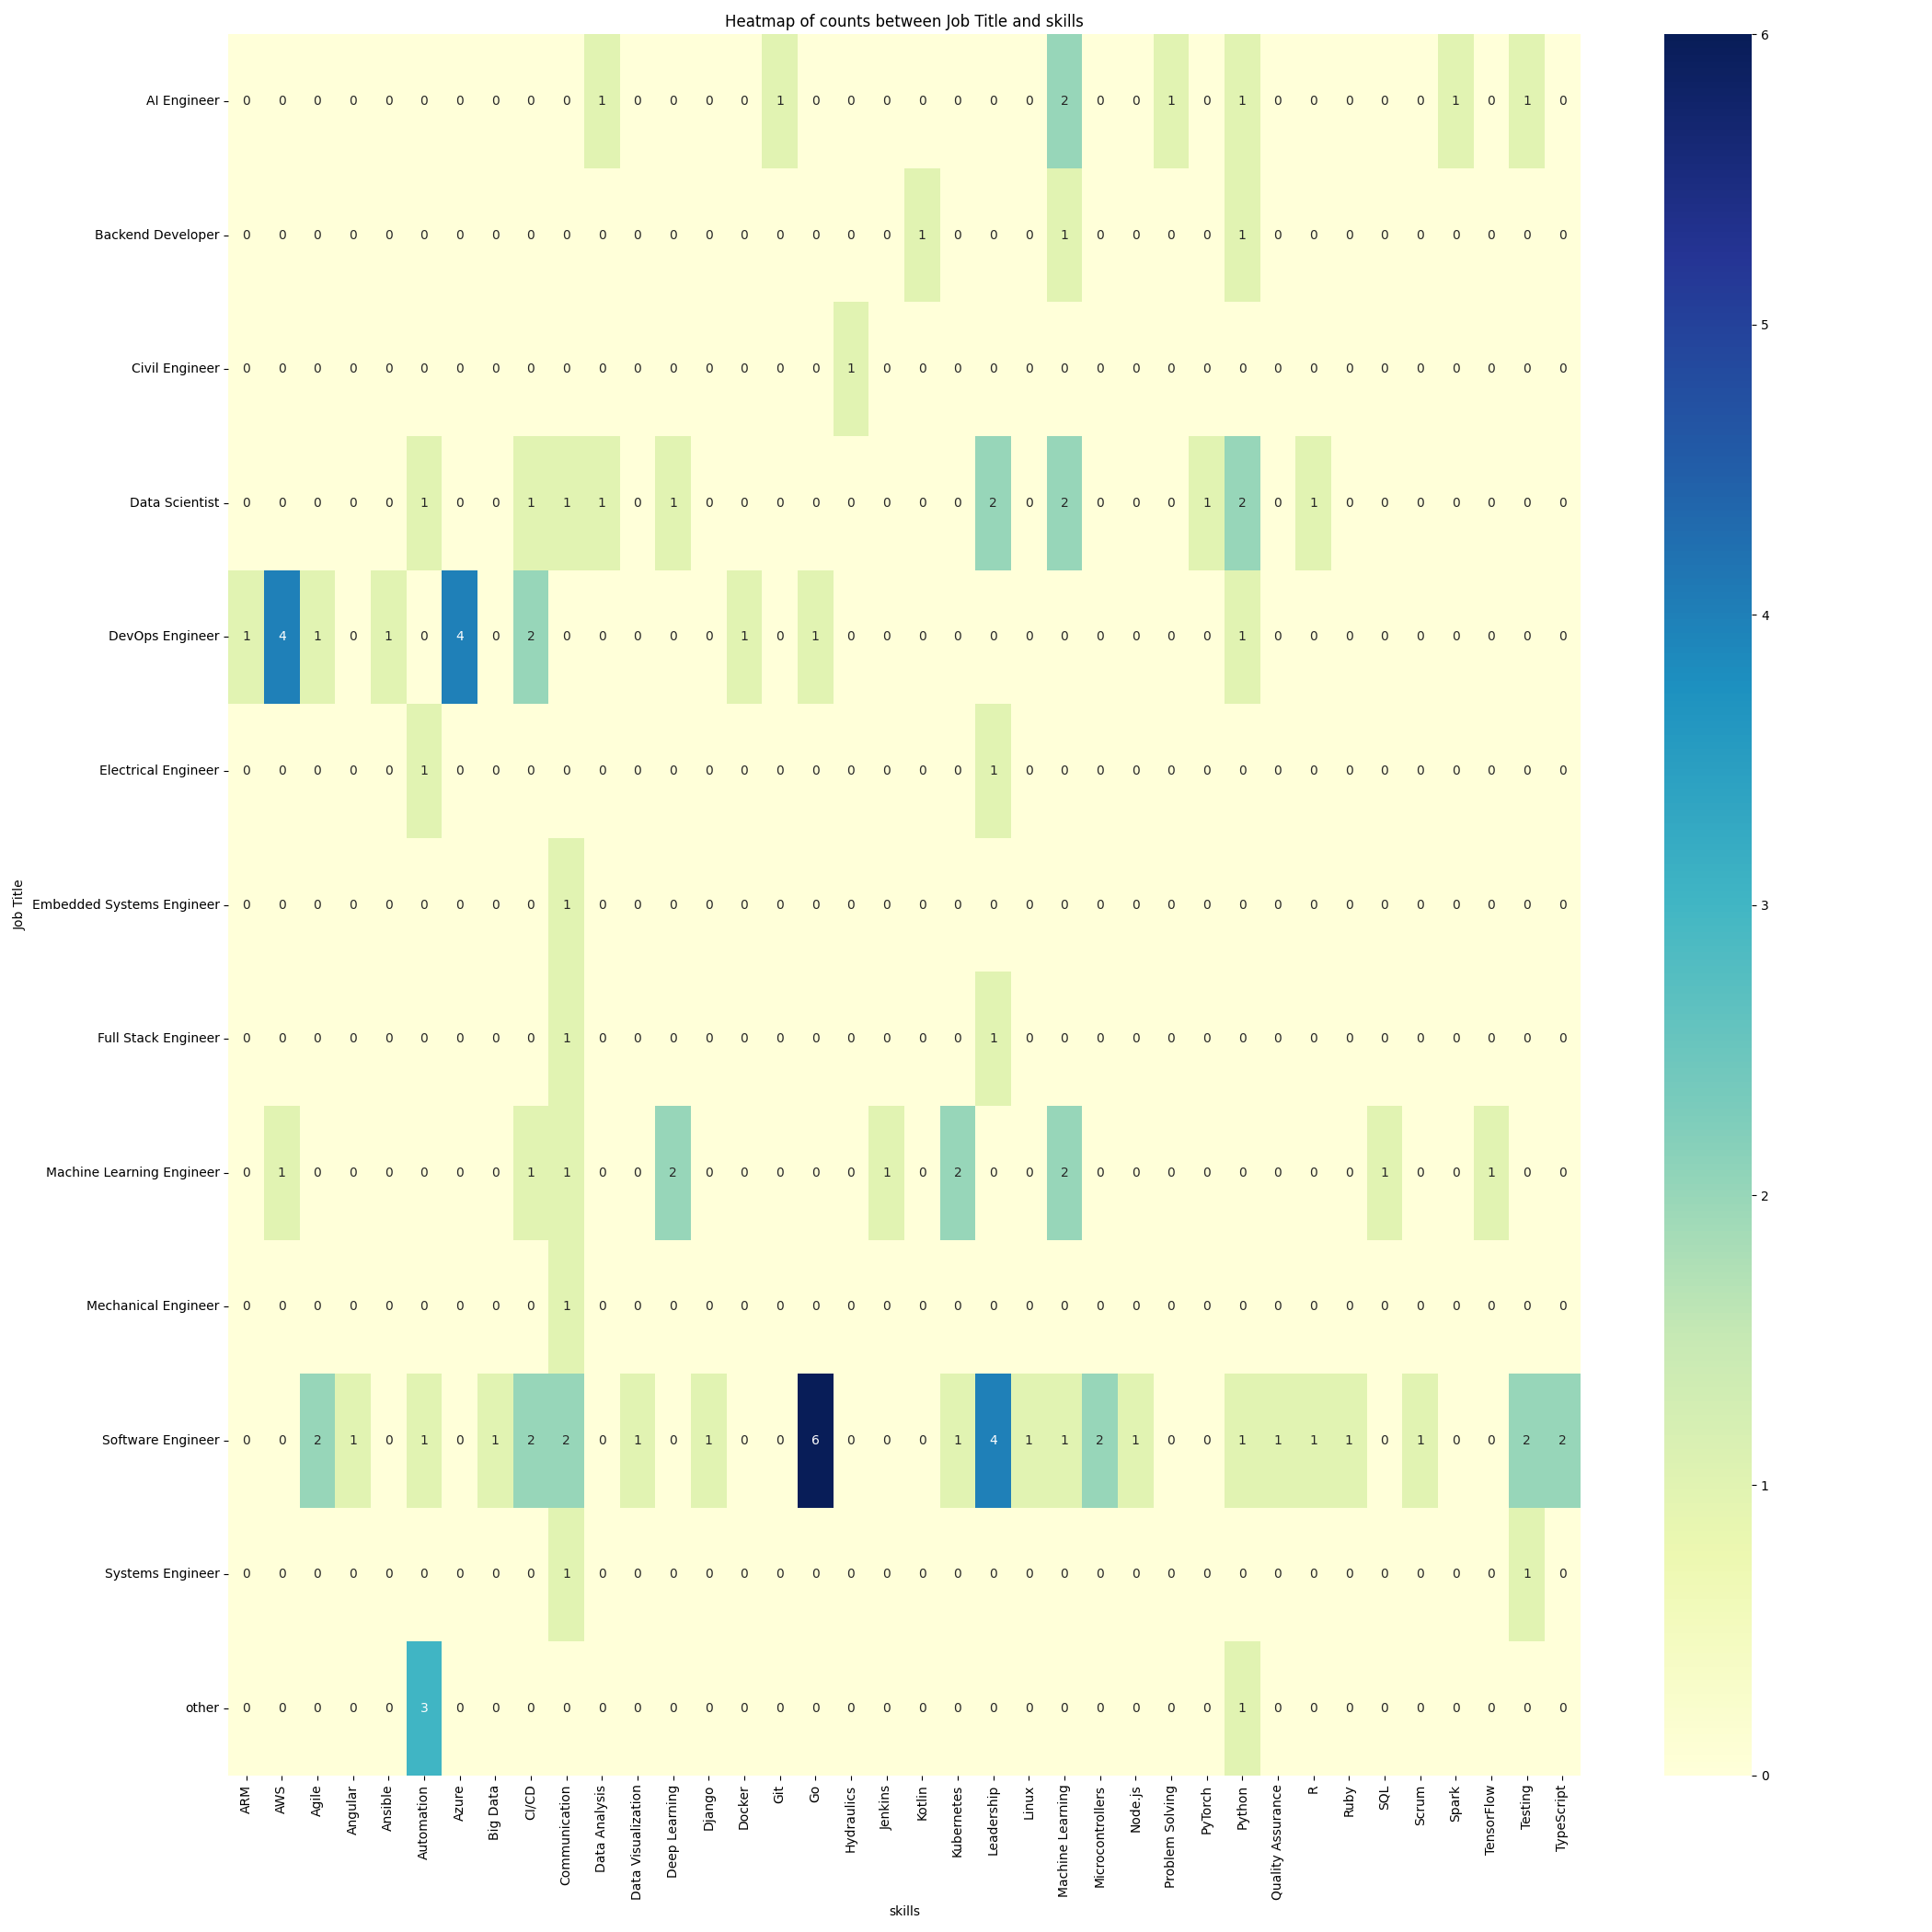 Heatmap of counts between Job Title and skills
AI Engineer 0 0 0 0 0 0 0 0 0 0 1 0 0 0 0 1 0 0 0 0 0 0 0 2 0 0 1 0 1 0 0 0 0 0 1 0 1 0
Backend Developer 0 0 0 0 0 0 0 0 0 0 0 0 0 0 0 0 0 0 0 1 0 0 0 1 0 0 0 0 1 0 0 0 0 0 0 0 0 0
Civil Engineer 0 0 0 0 0 0 0 0 0 0 0 0 0 0 0 0 0 1 0 0 0 0 0 0 0 0 0 0 0 0 0 0 0 0 0 0 0 0
Data Scientist 0 0 0 0 0 1 0 0 1 1 1 0 1 0 0 0 0 0 0 0 0 2 0 2 0 0 0 1 2 0 1 0 0 0 0 0 0 0
DevOps Engineer 1 4 1 0 1 0 4 0 2 0 0 0 0 0 1 0 1 0 0 0 0 0 0 0 0 0 0 0 1 0 0 0 0 0 0 0 0 0
Electrical Engineer 0 0 0 0 0 1 0 0 0 0 0 0 0 0 0 0 0 0 0 0 0 1 0 0 0 0 0 0 0 0 0 0 0 0 0 0 0 0
Embedded Systems Engineer 0 0 0 0 0 0 0 0 0 1 0 0 0 0 0 0 0 0 0 0 0 0 0 0 0 0 0 0 0 0 0 0 0 0 0 0 0 0
Full Stack Engineer 0 0 0 0 0 0 0 0 0 1 0 0 0 0 0 0 0 0 0 0 0 1 0 0 0 0 0 0 0 0 0 0 0 0 0 0 0 0
Machine Learning Engineer 0 1 0 0 0 0 0 0 1 1 0 0 2 0 0 0 0 0 1 0 2 0 0 2 0 0 0 0 0 0 0 0 1 0 0 1 0 0
Mechanical Engineer 0 0 0 0 0 0 0 0 0 1 0 0 0 0 0 0 0 0 0 0 0 0 0 0 0 0 0 0 0 0 0 0 0 0 0 0 0 0
Software Engineer 0 0 2 1 0 1 0 1 2 2 0 1 0 1 0 0 6 0 0 0 1 4 1 1 2 1 0 0 1 1 1 1 0 1 0 0 2 2
Systems Engineer 0 0 0 0 0 0 0 0 0 1 0 0 0 0 0 0 0 0 0 0 0 0 0 0 0 0 0 0 0 0 0 0 0 0 0 0 1 0
other 0 0 0 0 0 3 0 0 0 0 0 0 0 0 0 0 0 0 0 0 0 0 0 0 0 0 0 0 1 0 0 0 0 0 0 0 0 0
Job Title
ARM
AWS
Agile
Angular
Ansible
Automation
Azure
Big Data
CI/CD
Communication
Data Analysis
Data Visualization
Deep Learning
Django
Docker
Git
Go
Hydraulics
Jenkins
Kotlin
Kubernetes
Leadership
Linux
Machine Learning
Microcontrollers
Node.js
Problem Solving
PyTorch
Python
Quality Assurance
R
Ruby
SQL
Scrum
Spark
TensorFlow
Testing
TypeScript
skills
6
5
4
3
2
1
0